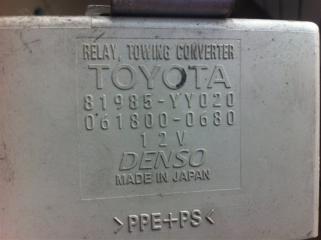 RELAY, TOWING CONVERTER
TOYOTA
81985-YY020
061800-0680
12V
DENSO
MADE IN JAPAN
>PPE+PS<